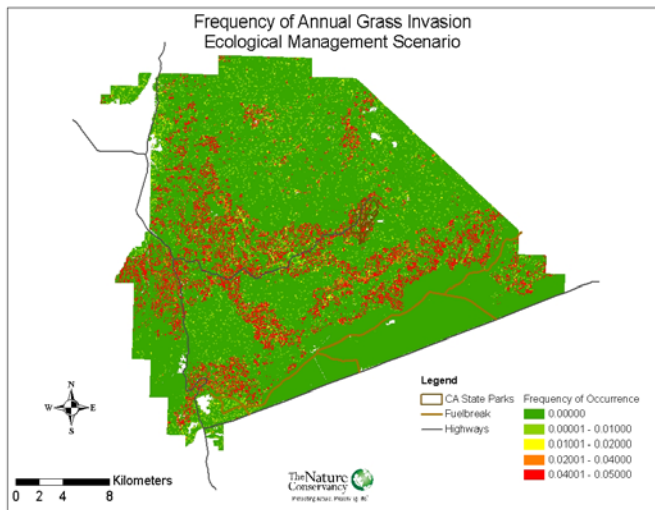 Frequency of Annual Grass Invasion
Ecological Management Scenario
N
W E
S
Kilometers
0 2 4 8
The Nature
Conservancy
Legend
CA State Parks
Fuelbreak
Highways
Frequency of Occurrence
0.00000
0.00001 - 0.01000
0.01001 - 0.02000
0.02001 - 0.04000
0.04001 - 0.05000